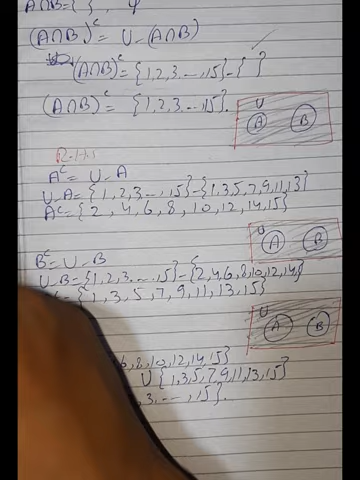 A∩B = { } , φ
(A∩B)ᶜ = U - (A∩B)
(A∩B)ᶜ = {1,2,3...,15} - { }
(A∩B)ᶜ = {1,2,3...,15}.
U
A B
R.H.S
Aᶜ = U - A
U-A = {1,2,3...,15} - {1,3,5,7,9,11,13}
Aᶜ = {2,4,6,8,10,12,14,15}
U
A B
Bᶜ = U - B
U-B = {1,2,3...,15} - {2,4,6,8,10,12,14}
= {1,3,5,7,9,11,13,15}
U
A B
6,8,10,12,14,15}
U {1,3,5,7,9,11,13,15}
3,...,15}.